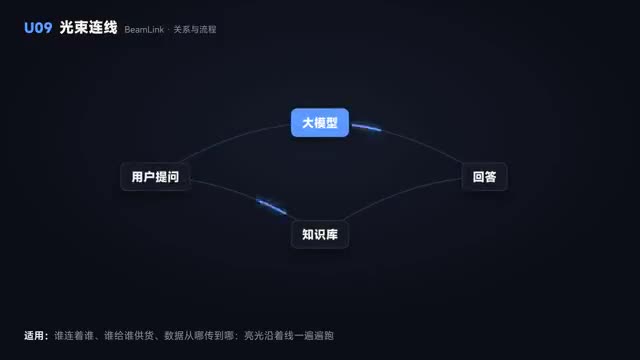 U09 光束连线 BeamLink · 关系与流程
大模型
用户提问
回答
知识库
适用：谁连着谁、谁给谁供货、数据从哪传到哪：亮光沿着线一遍遍跑